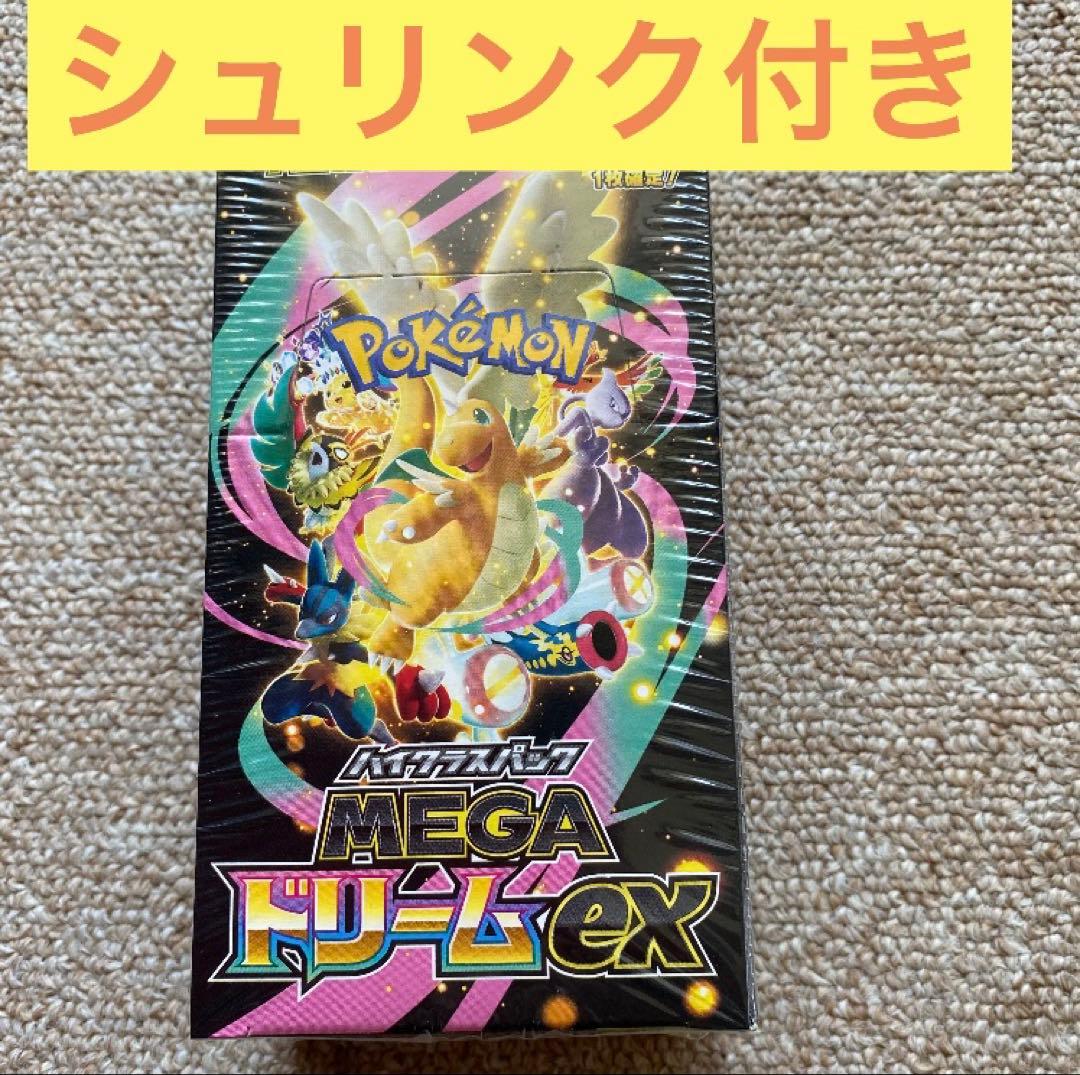 シュリンク付き
1枚確定!
POKéMON
ハイクラスパック
MEGA
ドリームex